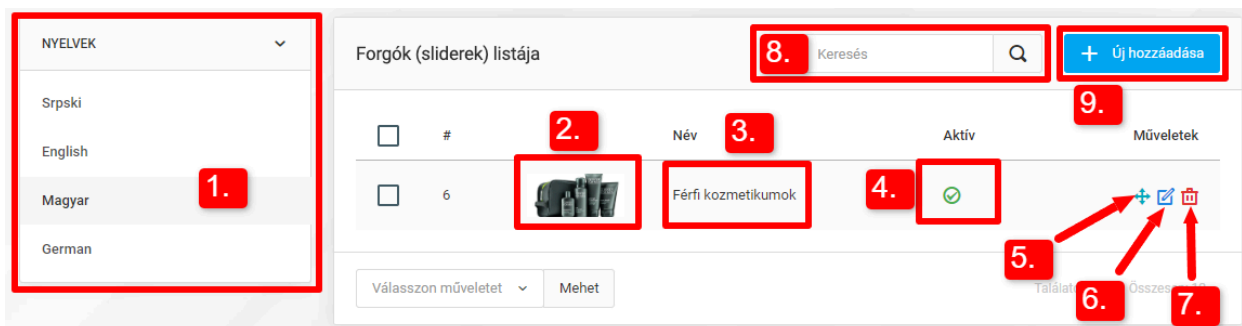 NYELVEK
Srpski
English
Magyar
German
1.
Forgók (sliderek) listája
8.
Keresés
Új hozzáadása
9.
#
2.
Név
3.
Aktív
Műveletek
6
Férfi kozmetikumok
4.
5.
6.
7.
Válasszon műveletet
Mehet